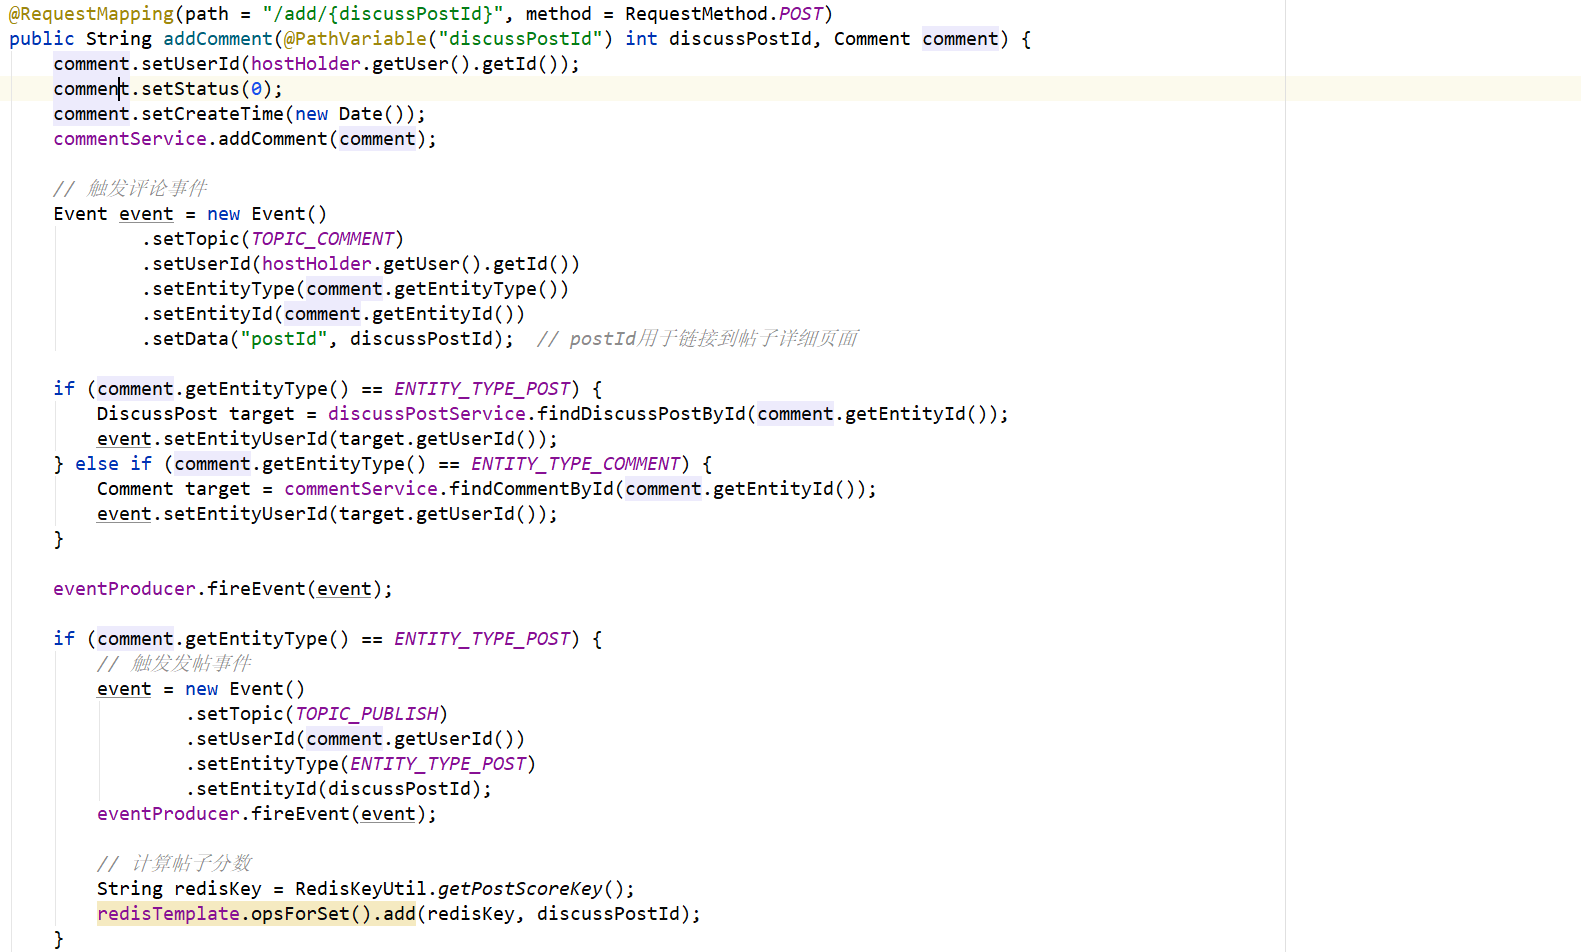 @RequestMapping(path = "/add/{discussPostId}", method = RequestMethod.POST)
public String addComment(@PathVariable("discussPostId") int discussPostId, Comment comment) {
comment.setUserId(hostHolder.getUser().getId());
comment.setStatus(0);
comment.setCreateTime(new Date());
commentService.addComment(comment);
// 触发评论事件
Event event = new Event()
.setTopic(TOPIC_COMMENT)
.setUserId(hostHolder.getUser().getId())
.setEntityType(comment.getEntityType())
.setEntityId(comment.getEntityId())
.setData("postId", discussPostId);  // postId用于链接到帖子详细页面
if (comment.getEntityType() == ENTITY_TYPE_POST) {
DiscussPost target = discussPostService.findDiscussPostById(comment.getEntityId());
event.setEntityUserId(target.getUserId());
} else if (comment.getEntityType() == ENTITY_TYPE_COMMENT) {
Comment target = commentService.findCommentById(comment.getEntityId());
event.setEntityUserId(target.getUserId());
}
eventProducer.fireEvent(event);
if (comment.getEntityType() == ENTITY_TYPE_POST) {
// 触发发帖事件
event = new Event()
.setTopic(TOPIC_PUBLISH)
.setUserId(comment.getUserId())
.setEntityType(ENTITY_TYPE_POST)
.setEntityId(discussPostId);
eventProducer.fireEvent(event);
// 计算帖子分数
String redisKey = RedisKeyUtil.getPostScoreKey();
redisTemplate.opsForSet().add(redisKey, discussPostId);
}